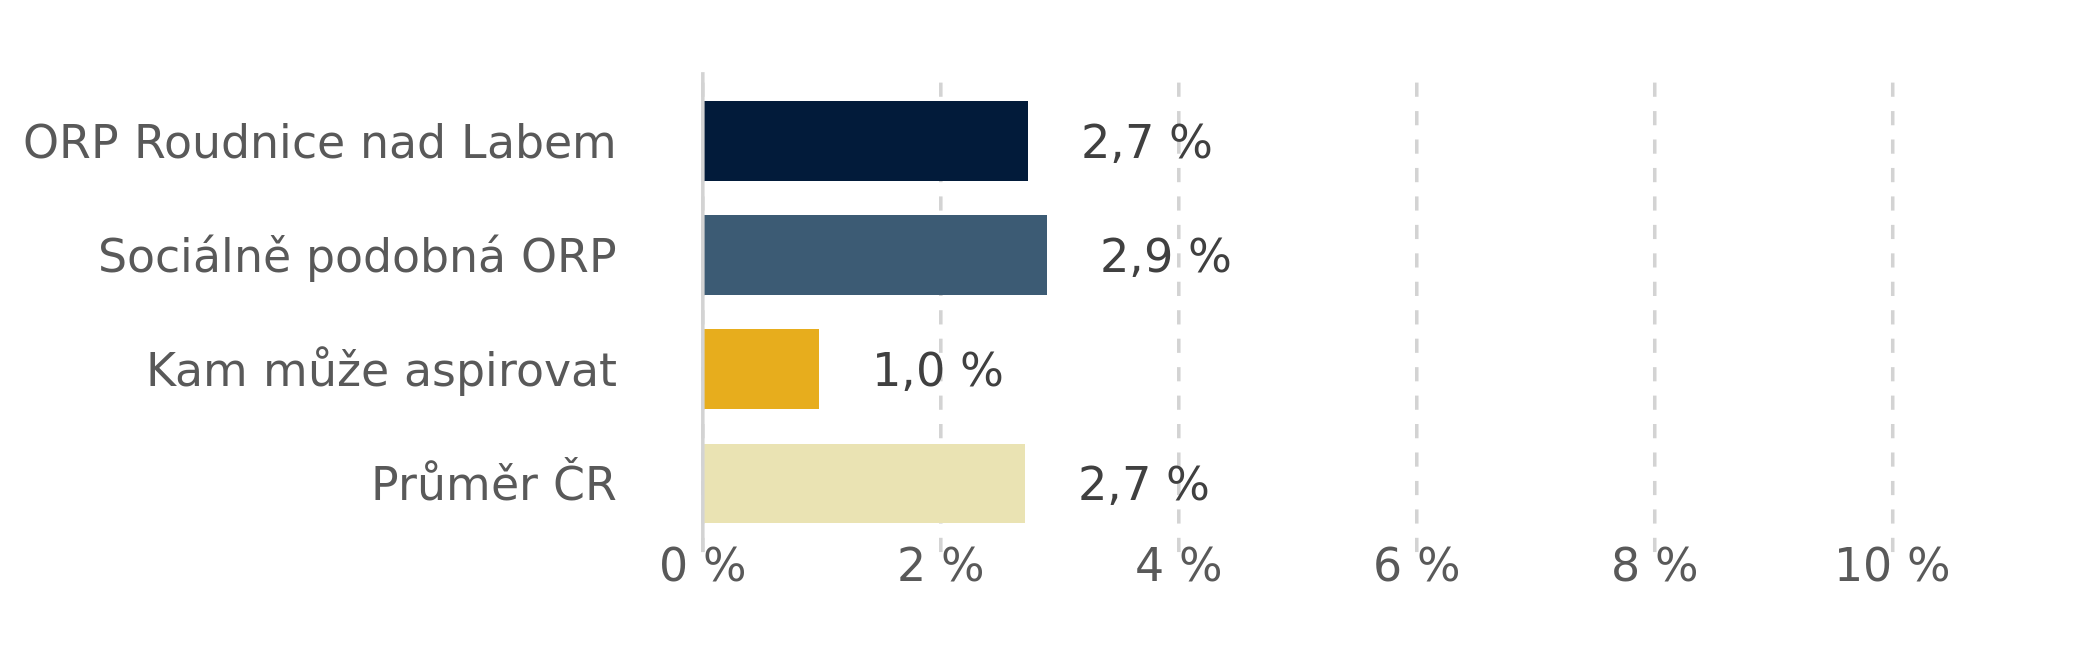 ORP Roudnice nad Labem 2,7 %
Sociálně podobná ORP 2,9 %
Kam může aspirovat 1,0 %
Průměr ČR 2,7 %
0 % 2 % 4 % 6 % 8 % 10 %